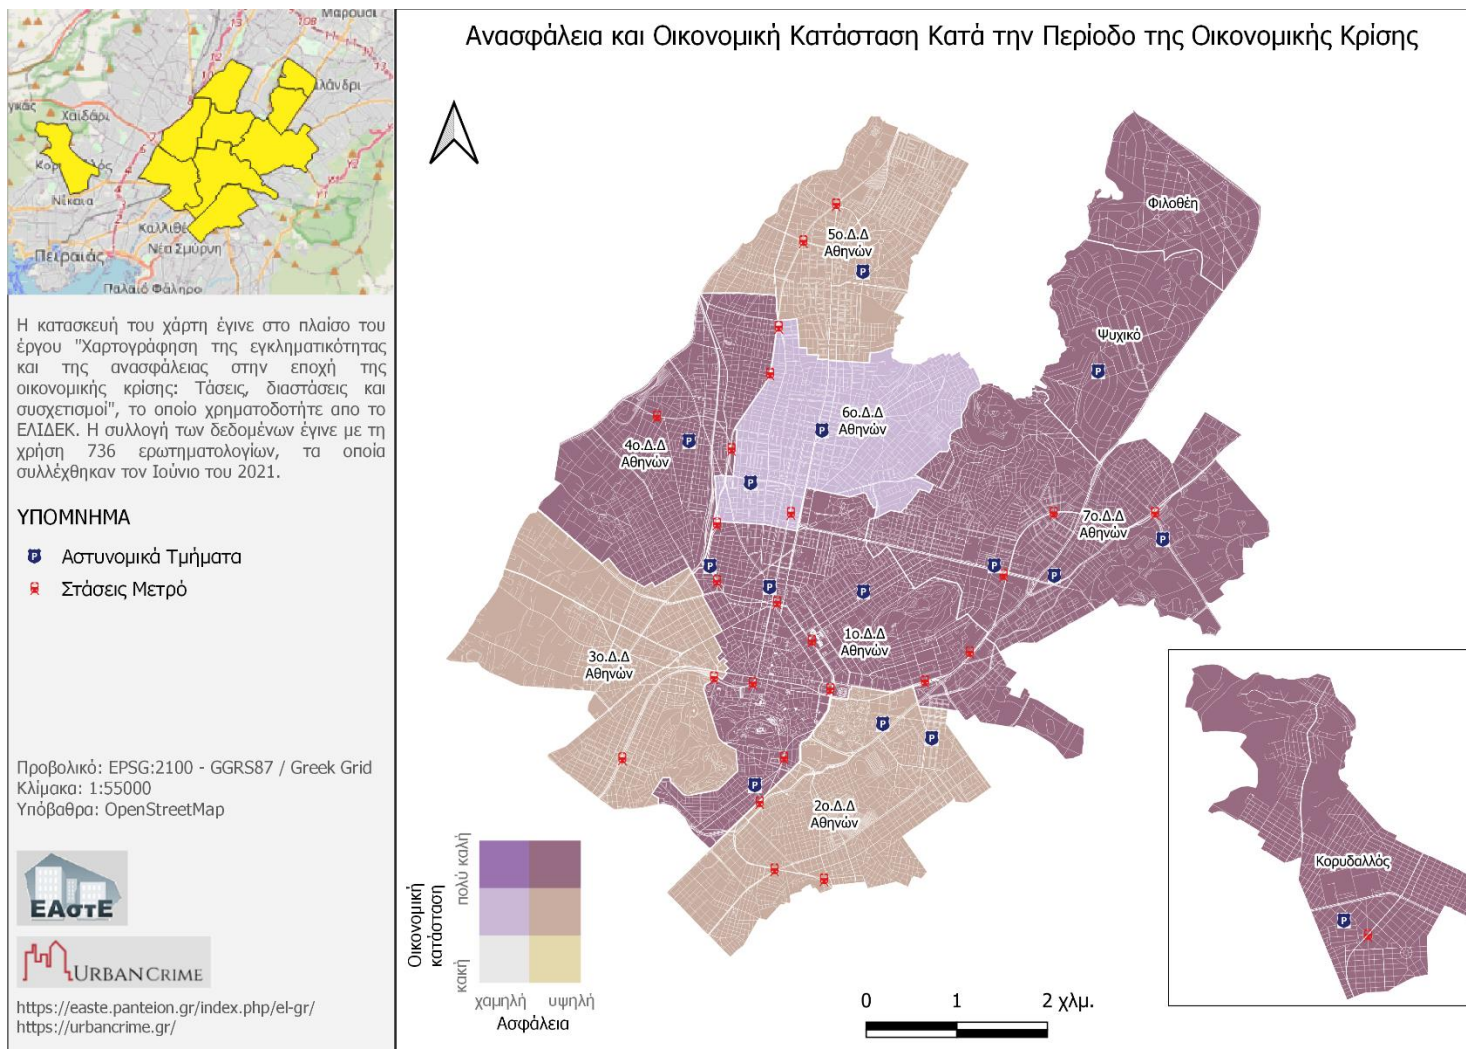 Μαρουσι
λάνδρι
γκάς
Χαϊδάρι
Νίκαια
Καλλιθέ
Νέα Σμύρνη
Πειραιάς
Παλαιό Φάληρο
Η κατασκευή του χάρτη έγινε στο πλαίσο του
έργου "Χαρτογράφηση της εγκληματικότητας
και της ανασφάλειας στην εποχή της
οικονομικής κρίσης: Τάσεις, διαστάσεις και
συσχετισμοί", το οποίο χρηματοδοτήτε απο το
ΕΛΙΔΕΚ. Η συλλογή των δεδομένων έγινε με τη
χρήση 736 ερωτηματολογίων, τα οποία
συλλέχθηκαν τον Ιούνιο του 2021.
ΥΠΟΜΝΗΜΑ
Αστυνομικά Τμήματα
Στάσεις Μετρό
Προβολικό: EPSG:2100 - GGRS87 / Greek Grid
Κλίμακα: 1:55000
Υπόβαθρα: OpenStreetMap
ΕΑστΕ
URBANCRIME
https://easte.panteion.gr/index.php/el-gr/
https://urbancrime.gr/
Ανασφάλεια και Οικονομική Κατάσταση Κατά την Περίοδο της Οικονομικής Κρίσης
Φιλοθέη
5ο.Δ.Δ
Αθηνών
Ψυχικό
6ο.Δ.Δ
Αθηνών
4ο.Δ.Δ
Αθηνών
7ο.Δ.Δ
Αθηνών
1ο.Δ.Δ
Αθηνών
3ο.Δ.Δ
Αθηνών
2ο.Δ.Δ
Αθηνών
Κορυδαλλός
Οικονομική
κατάσταση
πολύ καλή
κακή
χαμηλή υψηλή
Ασφάλεια
0 1 2 χλμ.